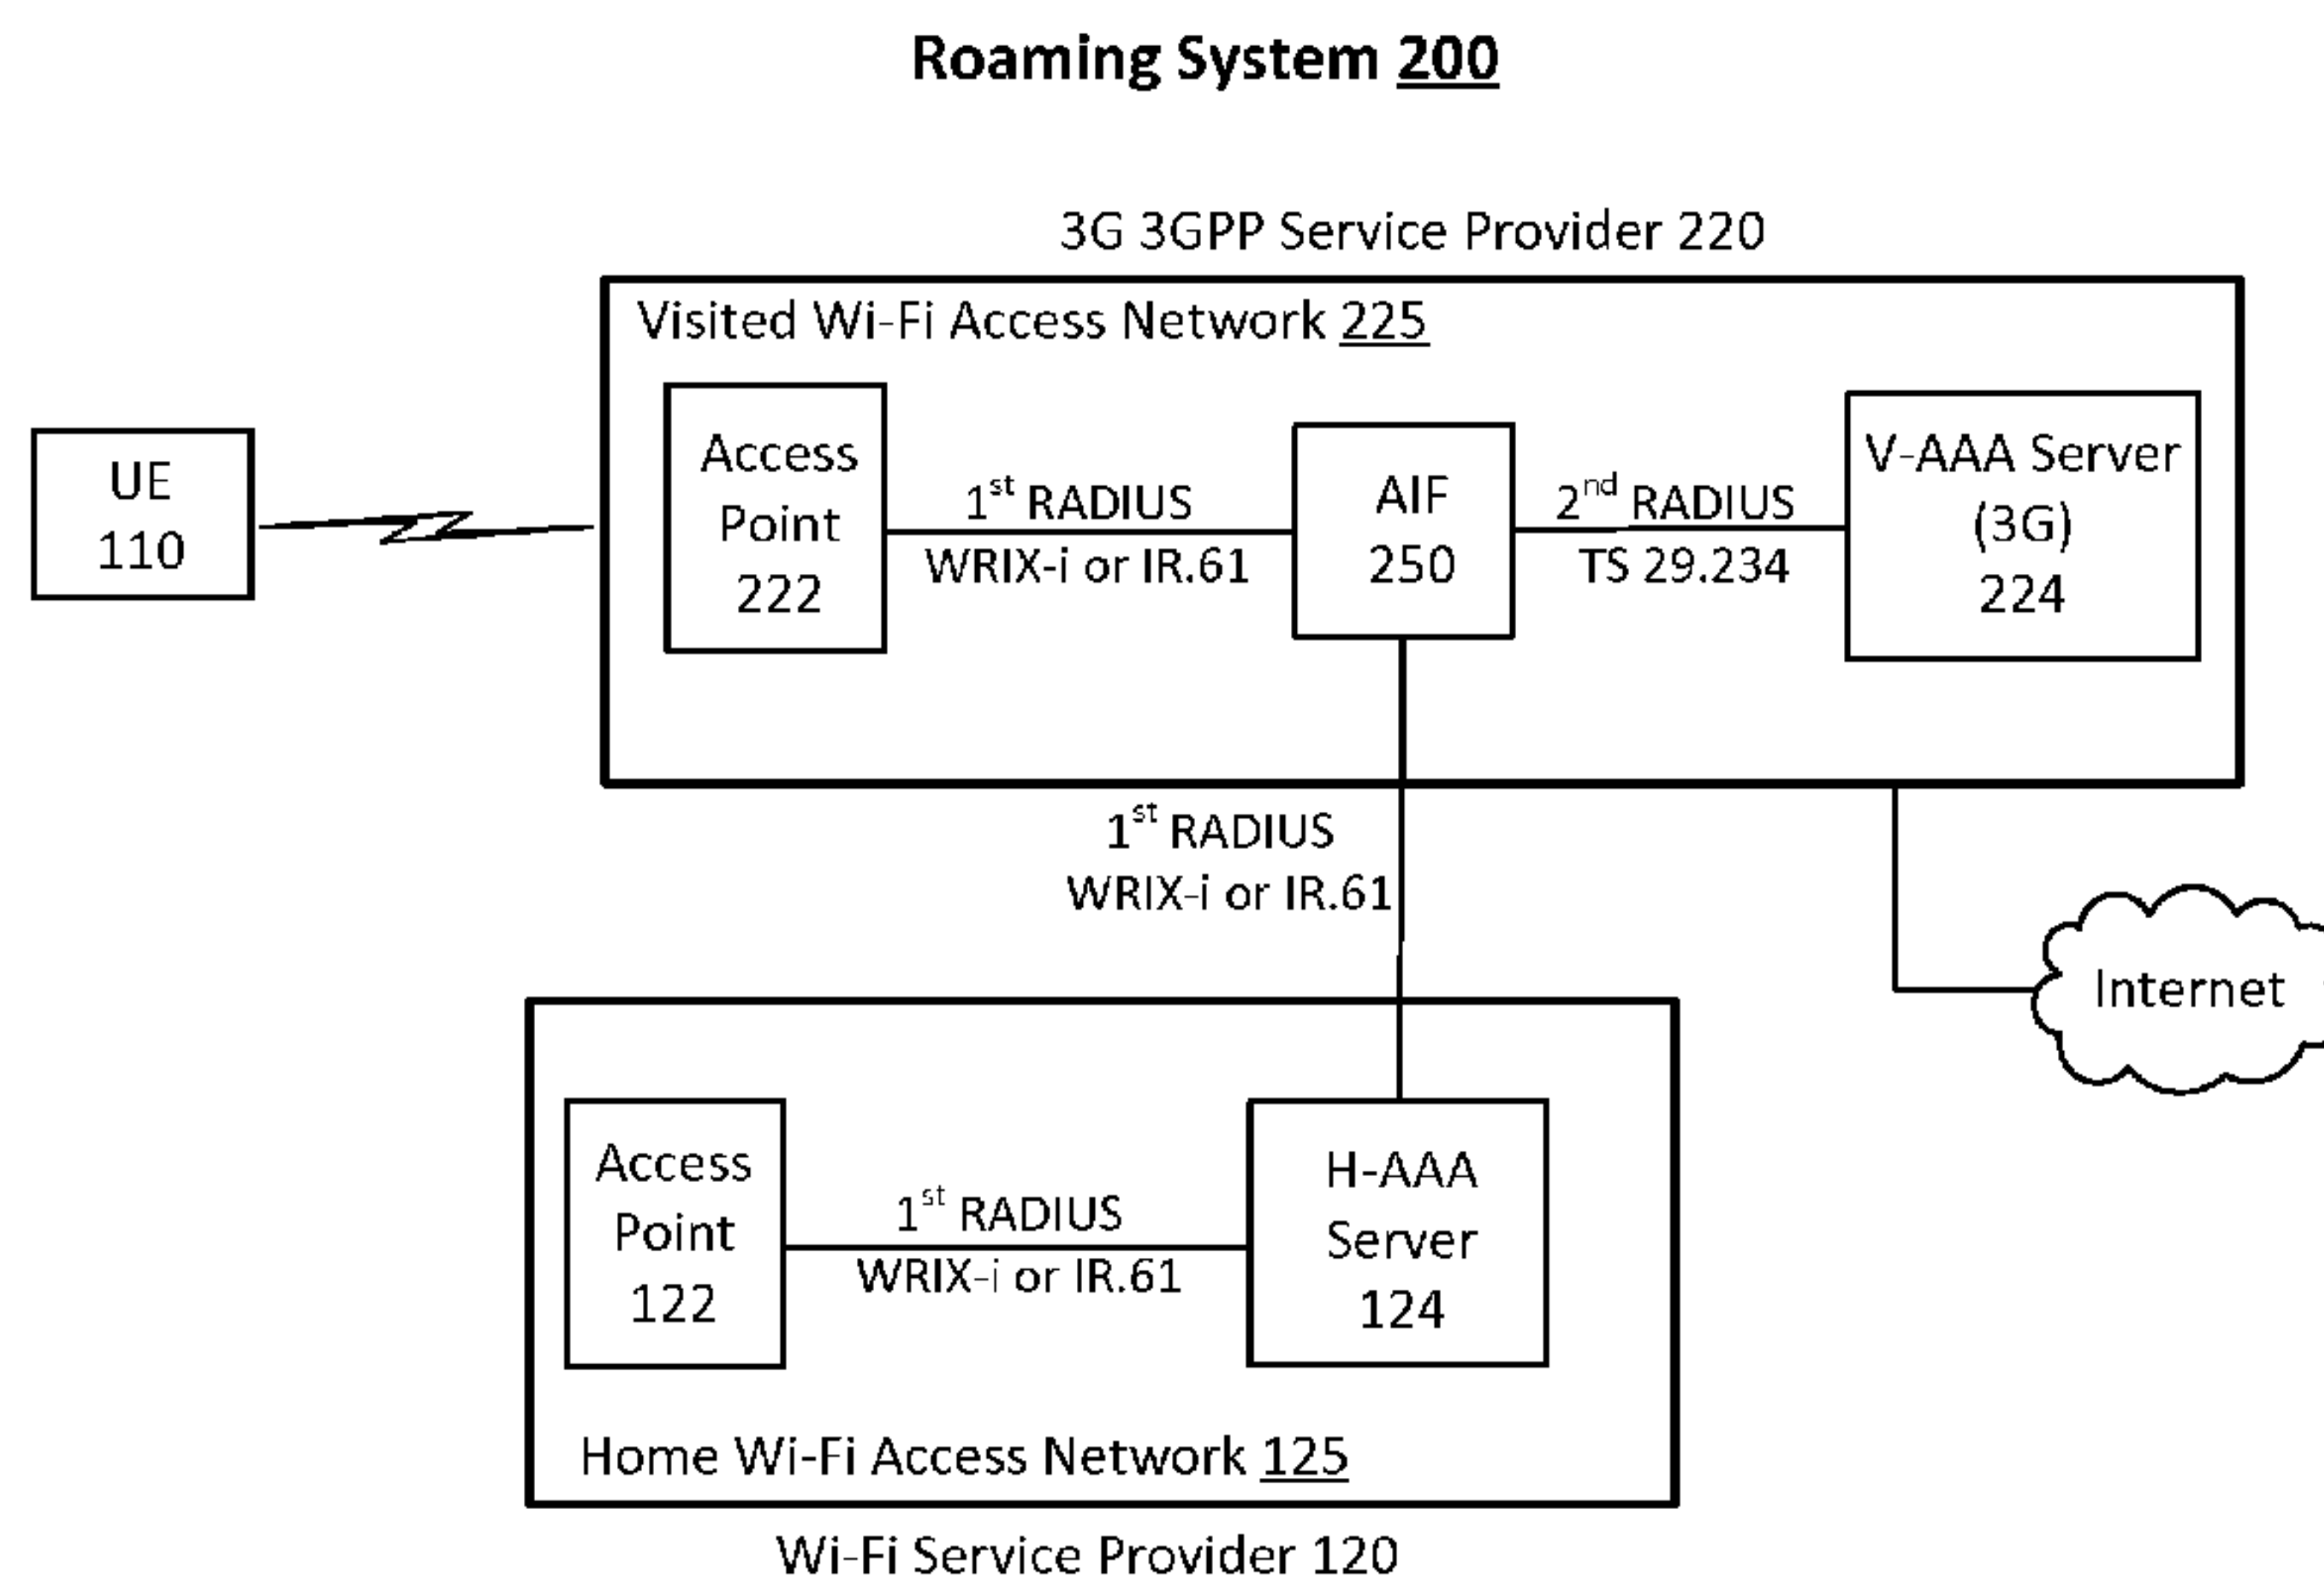 Roaming System 200
3G 3GPP Service Provider 220
Visited Wi-Fi Access Network 225
UE
110
Access
Point
222
1st RADIUS
WRIX-i or IR.61
AIF
250
2nd RADIUS
TS 29.234
V-AAA Server
(3G)
224
1st RADIUS
WRIX-i or IR.61
Internet
Access
Point
122
1st RADIUS
WRIX-i or IR.61
H-AAA
Server
124
Home Wi-Fi Access Network 125
Wi-Fi Service Provider 120